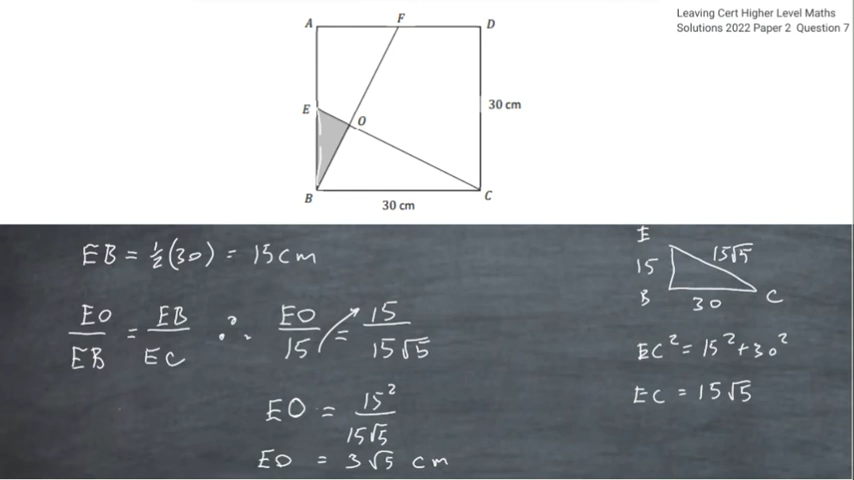 Leaving Cert Higher Level Maths
Solutions 2022 Paper 2 Question 7
A F D
E O 30 cm
B C
30 cm
EB = ½(30) = 15cm
EO/EB = EB/EC ∴ EO/15 = 15/15√5
EO = 15²/15√5
EO = 3√5 cm
E
15 15√5
B 30 C
EC² = 15² + 30²
EC = 15√5